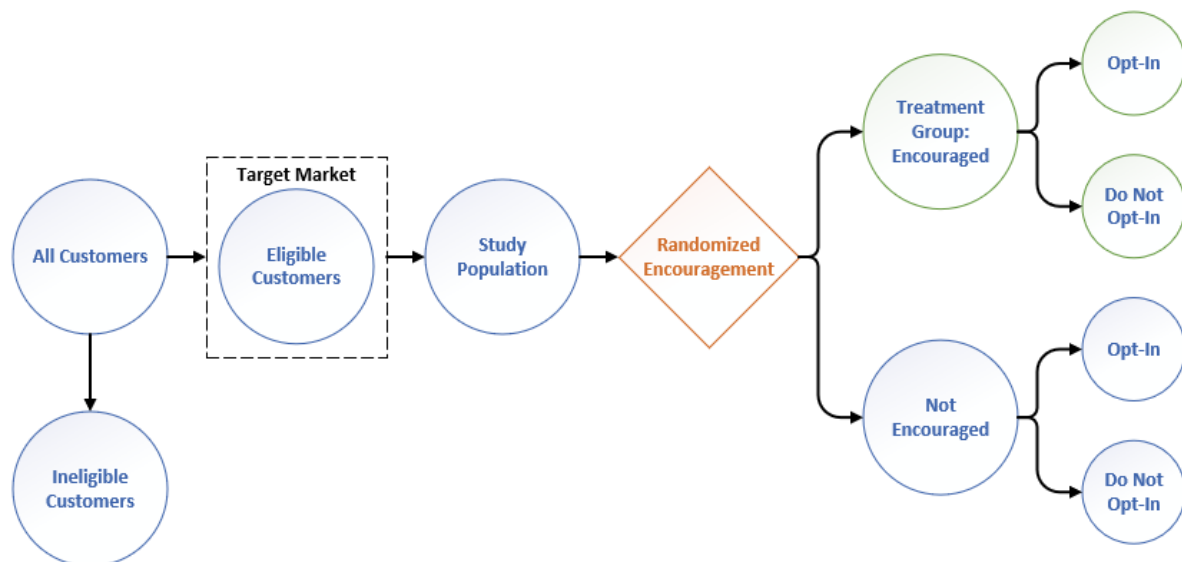 All Customers
Ineligible
Customers
Target Market
Eligible
Customers
Study
Population
Randomized
Encouragement
Treatment
Group:
Encouraged
Opt-In
Do Not
Opt-In
Not
Encouraged
Opt-In
Do Not
Opt-In